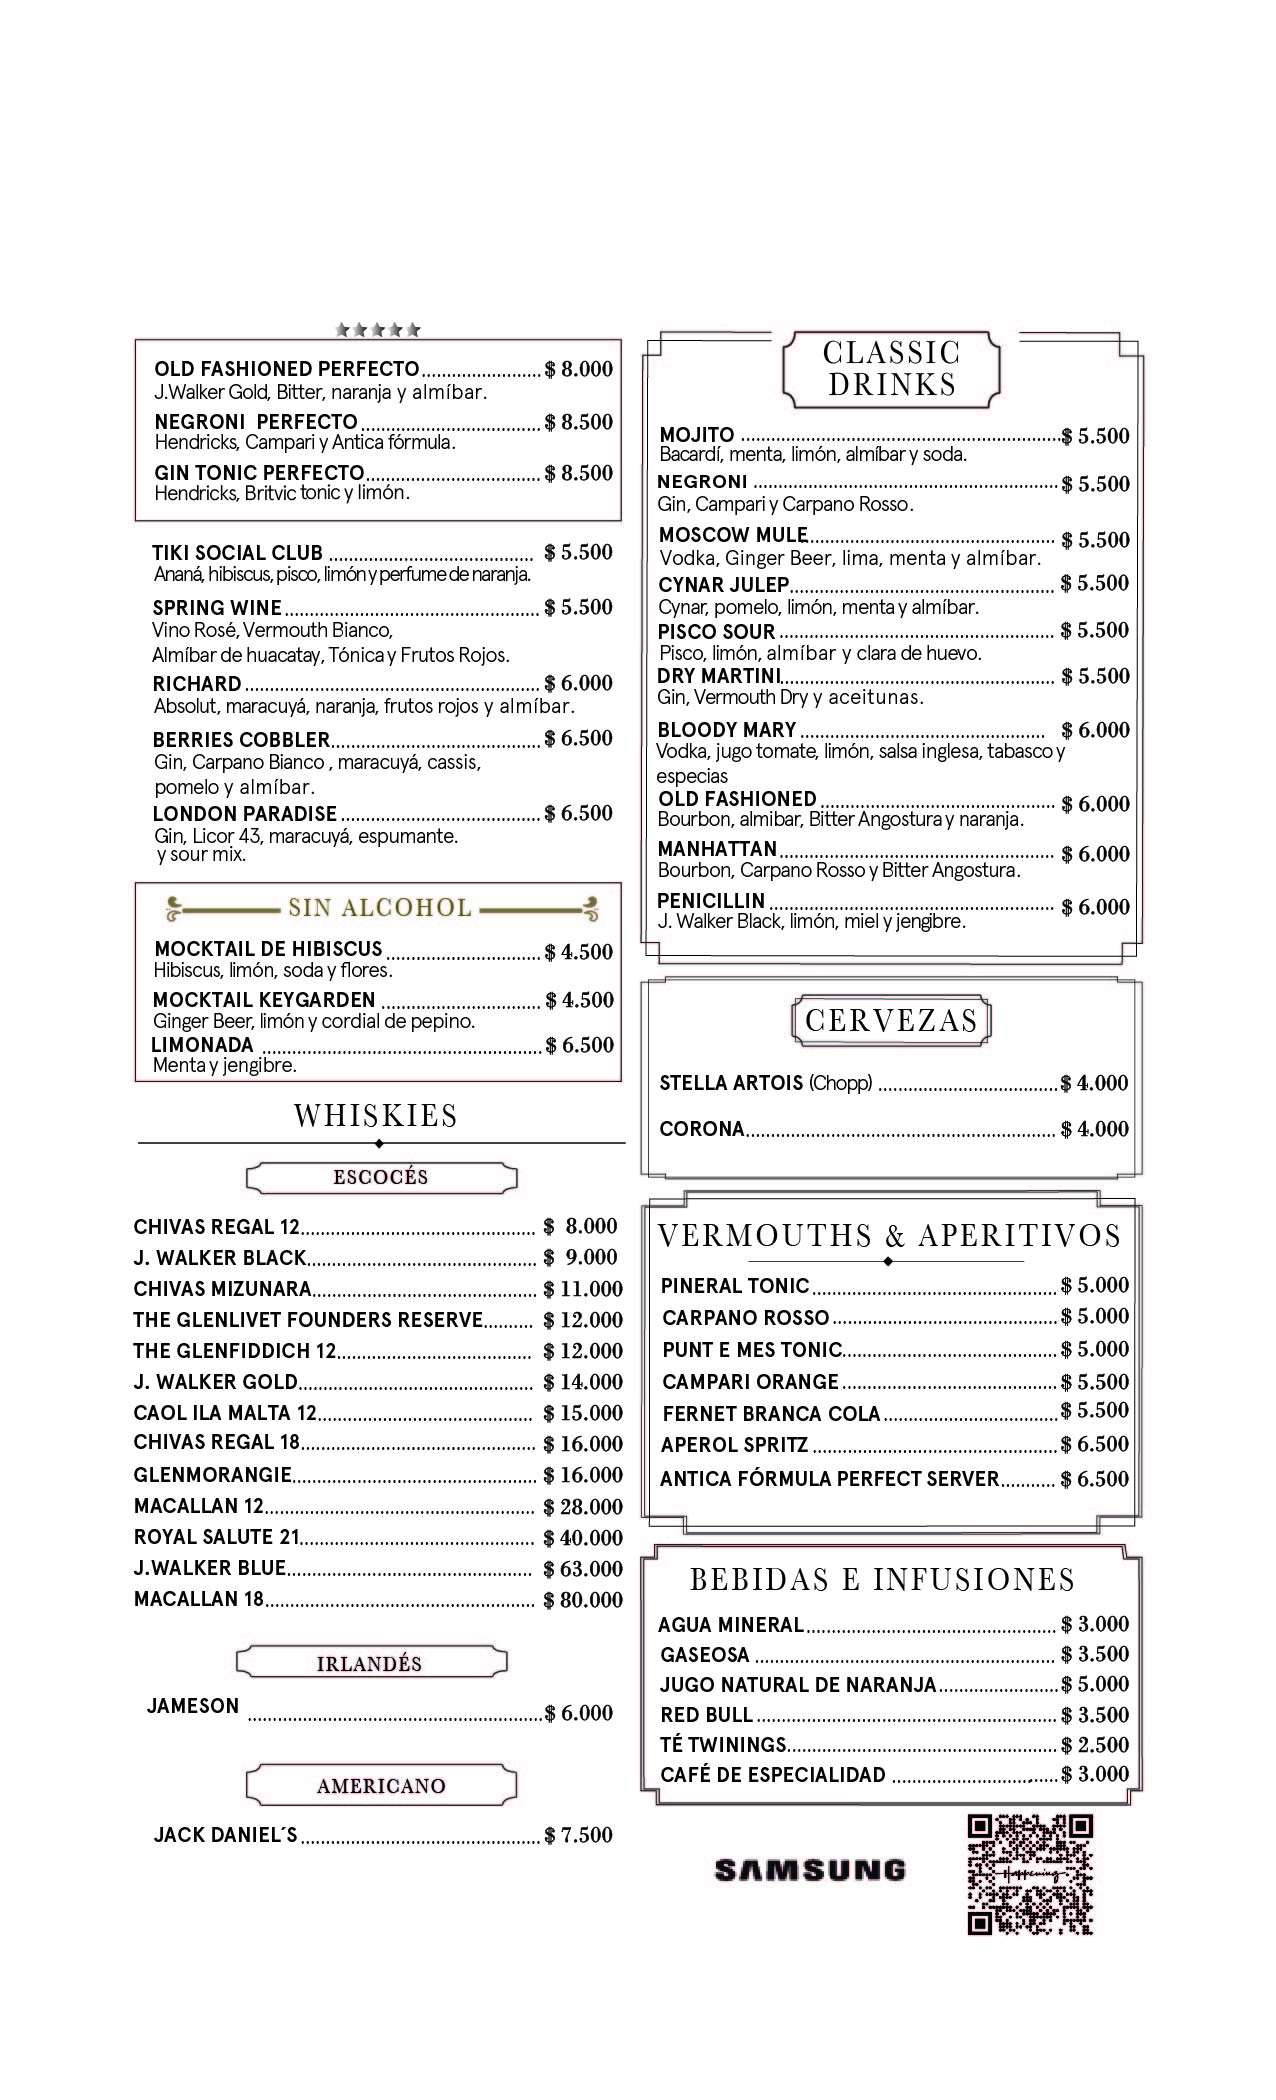 OLD FASHIONED PERFECTO........................$ 8.000
J.Walker Gold, Bitter, naranja y almíbar.
NEGRONI PERFECTO....................................$ 8.500
Hendricks, Campari y Antica fórmula.
GIN TONIC PERFECTO...................................$ 8.500
Hendricks, Britvic tonic y limón.
TIKI SOCIAL CLUB ......................................... $ 5.500
Ananá, hibiscus, pisco, limón y perfume de naranja.
SPRING WINE...................................................$ 5.500
Vino Rosé, Vermouth Bianco,
Almíbar de huacatay, Tónica y Frutos Rojos.
RICHARD...........................................................$ 6.000
Absolut, maracuyá, naranja, frutos rojos y almíbar.
BERRIES COBBLER..........................................$ 6.500
Gin, Carpano Bianco , maracuyá, cassis,
pomelo y almíbar.
LONDON PARADISE ........................................$ 6.500
Gin, Licor 43, maracuyá, espumante.
y sour mix.
SIN ALCOHOL
MOCKTAIL DE HIBISCUS ...............................$ 4.500
Hibiscus, limón, soda y flores.
MOCKTAIL KEYGARDEN ................................$ 4.500
Ginger Beer, limón y cordial de pepino.
LIMONADA ........................................................$ 6.500
Menta y jengibre.
WHISKIES
ESCOCÉS
CHIVAS REGAL 12............................................... $ 8.000
J. WALKER BLACK.............................................. $ 9.000
CHIVAS MIZUNARA............................................. $ 11.000
THE GLENLIVET FOUNDERS RESERVE.......... $ 12.000
THE GLENFIDDICH 12....................................... $ 12.000
J. WALKER GOLD............................................... $ 14.000
CAOL ILA MALTA 12........................................... $ 15.000
CHIVAS REGAL 18............................................... $ 16.000
GLENMORANGIE................................................. $ 16.000
MACALLAN 12...................................................... $ 28.000
ROYAL SALUTE 21............................................... $ 40.000
J.WALKER BLUE................................................. $ 63.000
MACALLAN 18...................................................... $ 80.000
IRLANDÉS
JAMESON ...........................................................$ 6.000
AMERICANO
JACK DANIEL´S................................................$ 7.500
CLASSIC
DRINKS
MOJITO ................................................................$ 5.500
Bacardí, menta, limón, almíbar y soda.
NEGRONI .............................................................$ 5.500
Gin, Campari y Carpano Rosso.
MOSCOW MULE................................................. $ 5.500
Vodka, Ginger Beer, lima, menta y almíbar.
CYNAR JULEP..................................................... $ 5.500
Cynar, pomelo, limón, menta y almíbar.
PISCO SOUR ....................................................... $ 5.500
Pisco, limón, almíbar y clara de huevo.
DRY MARTINI....................................................... $ 5.500
Gin, Vermouth Dry y aceitunas.
BLOODY MARY ................................................. $ 6.000
Vodka, jugo tomate, limón, salsa inglesa, tabasco y
especias
OLD FASHIONED ............................................... $ 6.000
Bourbon, almibar, Bitter Angostura y naranja.
MANHATTAN....................................................... $ 6.000
Bourbon, Carpano Rosso y Bitter Angostura.
PENICILLIN ......................................................... $ 6.000
J. Walker Black, limón, miel y jengibre.
CERVEZAS
STELLA ARTOIS (Chopp) ....................................$ 4.000
CORONA.............................................................. $ 4.000
VERMOUTHS & APERITIVOS
PINERAL TONIC .................................................$ 5.000
CARPANO ROSSO .............................................$ 5.000
PUNT E MES TONIC...........................................$ 5.000
CAMPARI ORANGE ...........................................$ 5.500
FERNET BRANCA COLA...................................$ 5.500
APEROL SPRITZ .................................................$ 6.500
ANTICA FÓRMULA PERFECT SERVER........... $ 6.500
BEBIDAS E INFUSIONES
AGUA MINERAL..................................................$ 3.000
GASEOSA ............................................................$ 3.500
JUGO NATURAL DE NARANJA........................$ 5.000
RED BULL............................................................$ 3.500
TÉ TWININGS......................................................$ 2.500
CAFÉ DE ESPECIALIDAD .................................$ 3.000
SAMSUNG
Happening